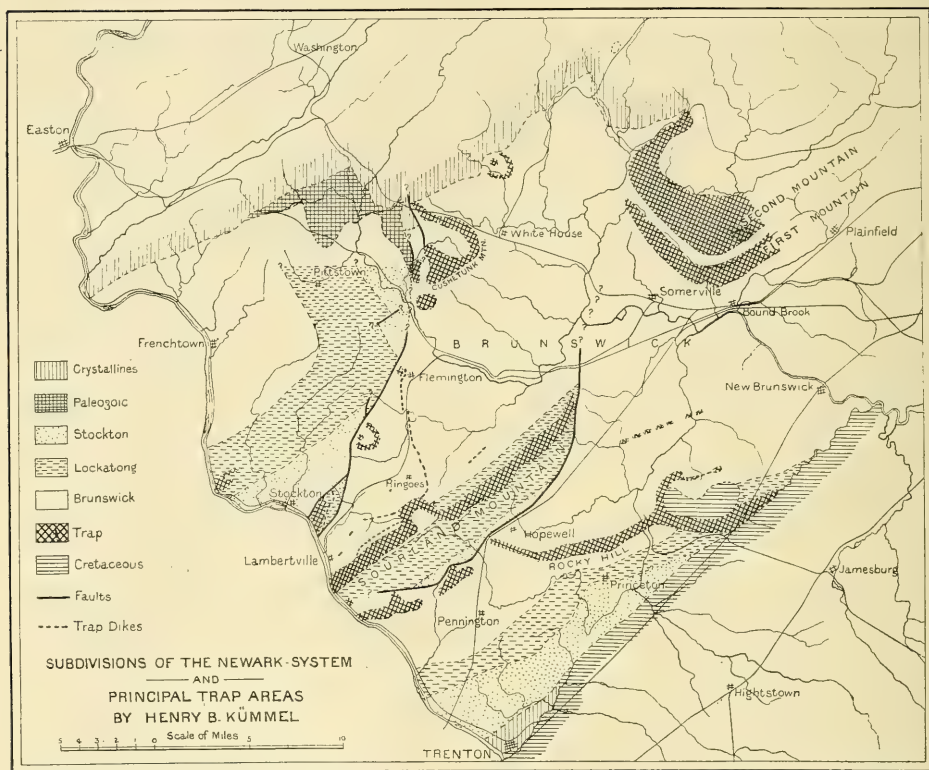 Washington
Easton
SECOND MOUNTAIN
FIRST MOUNTAIN
Plainfield
White House
CUSHETUNK MTN.
Pittstown
?
?
?
?
?
?
?
?
Somerville
Bound Brook
BRUNSWICK
Frenchtown
Flemington
New Brunswick
Crystallines
Paleozoic
Stockton
Lockatong
Brunswick
Trap
Cretaceous
Faults
Trap Dikes
Ringoes
Stockton
SOURLAND MOUNTAIN
Hopewell
Lambertville
ROCKY HILL
Princeton
Jamesburg
Pennington
Hightstown
TRENTON
SUBDIVISIONS OF THE NEWARK-SYSTEM
AND
PRINCIPAL TRAP AREAS
BY HENRY B. KÜMMEL
Scale of Miles
5 4 3 2 1 0 5 10